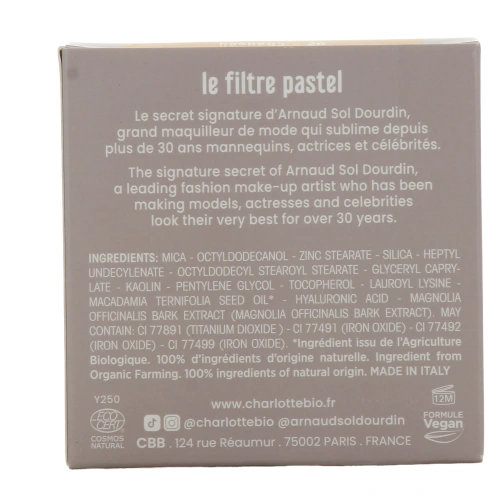 le filtre pastel
Le secret signature d'Arnaud Sol Dourdin,
grand maquilleur de mode qui sublime depuis
plus de 30 ans mannequins, actrices et célébrités.
The signature secret of Arnaud Sol Dourdin,
a leading fashion make-up artist who has been
making models, actresses and celebrities
look their very best for over 30 years.
INGREDIENTS: MICA - OCTYLDODECANOL - ZINC STEARATE - SILICA - HEPTYL
UNDECYLENATE - OCTYLDODECYL STEAROYL STEARATE - GLYCERYL CAPRY-
LATE - KAOLIN - PENTYLENE GLYCOL - TOCOPHEROL - LAUROYL LYSINE -
MACADAMIA TERNIFOLIA SEED OIL* - HYALURONIC ACID - MAGNOLIA
OFFICINALIS BARK EXTRACT (MAGNOLIA OFFICINALIS BARK EXTRACT). MAY
CONTAIN: CI 77891 (TITANIUM DIOXIDE ) - CI 77491 (IRON OXIDE) - CI 77492
(IRON OXIDE) - CI 77499 (IRON OXIDE). *Ingrédient issu de l'Agriculture
Biologique. 100% d'ingrédients d'origine naturelle. Ingredient from
Organic Farming. 100% ingredients of natural origin. MADE IN ITALY
Y250
ECO
CERT
COSMOS
NATURAL
www.charlottebio.fr
@charlottebio @arnaudsoldourdin
CBB . 124 rue Réaumur . 75002 PARIS . FRANCE
12M
FORMULE
Vegan